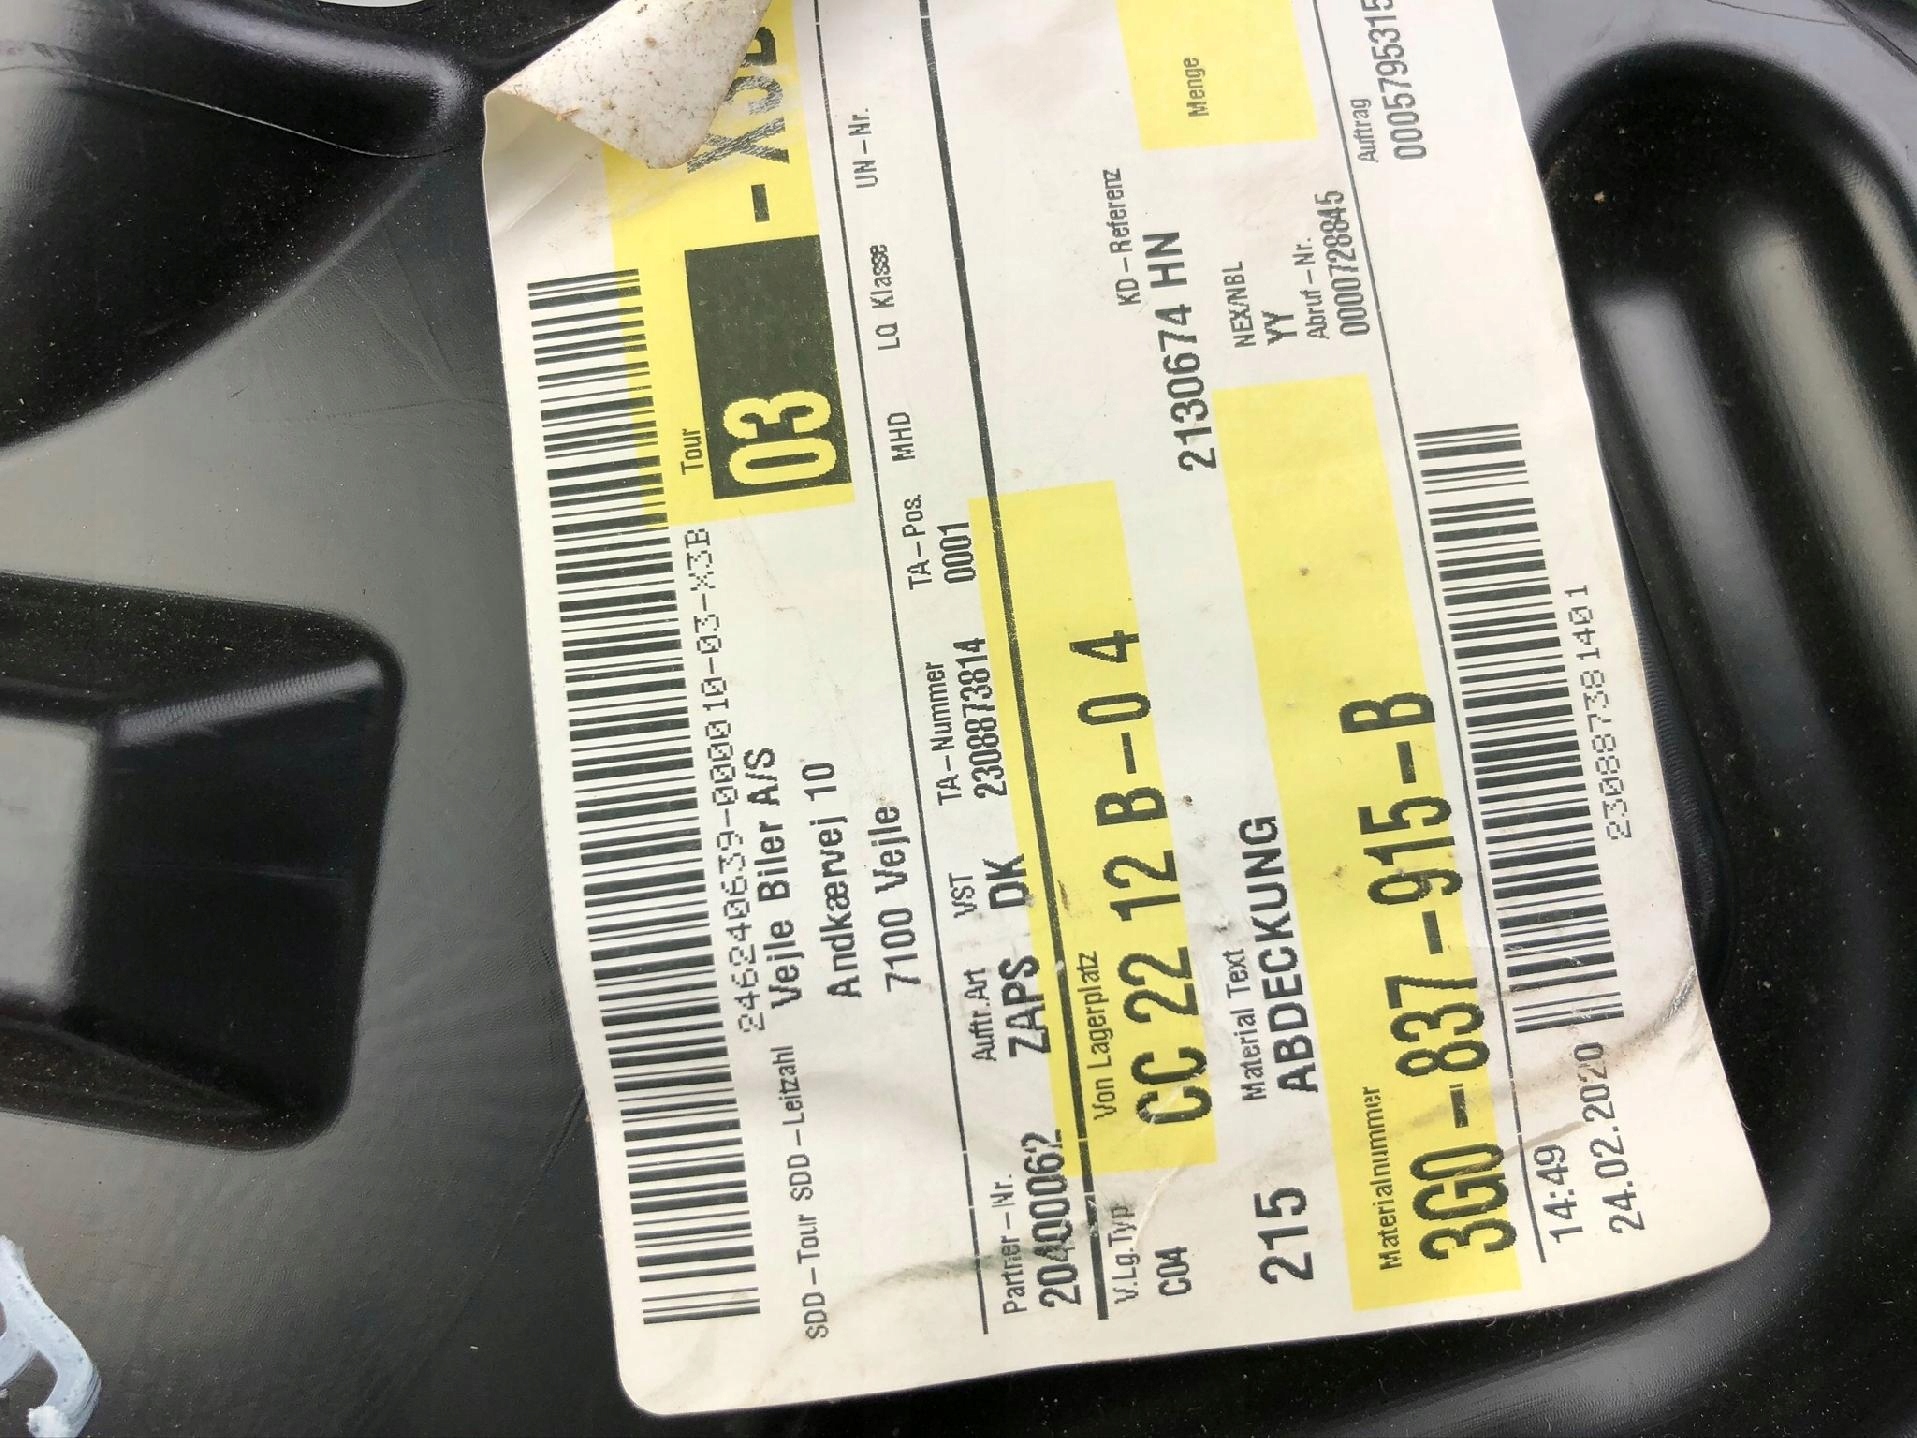 246240639-000010-03-X3B
SDD-Tour SDD-Leitzahl
Vejle Biler A/S
Andkærvej 10
7100 Vejle
Tour
03 -X3B
Partner-Nr. Auftr.Art VST TA-Nummer TA-Pos. MHD LQ Klasse UN-Nr.
20400062 ZAPS DK 2308873814 0001
V.Lg.Typ Von Lagerplatz
C04 CC 22 12 B-0 4
KD-Referenz
2130674 HN
Menge
Material Text NEX/NBL
215 ABDECKUNG YY
Abruf-Nr. Auftrag
0000728845 0005795315
Materialnummer
3G0-837-915-B
14:49
24.02.2020
230887381401